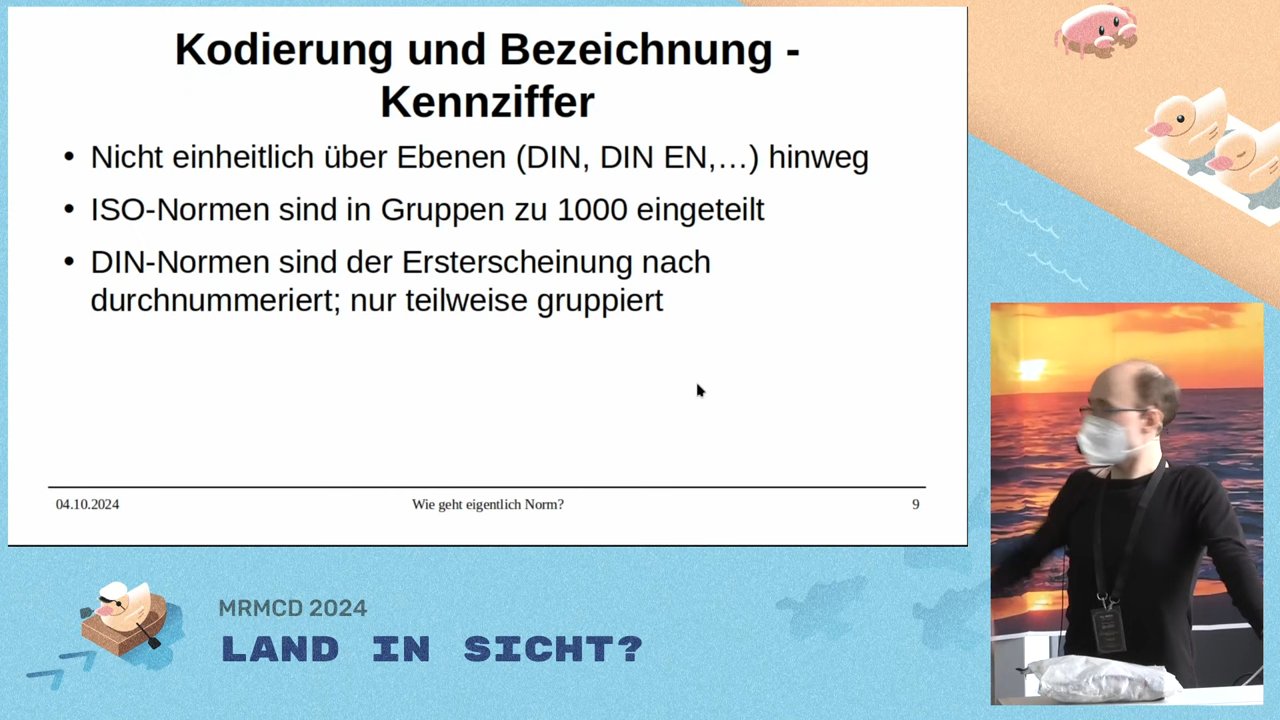 Kodierung und Bezeichnung -
Kennziffer
• Nicht einheitlich über Ebenen (DIN, DIN EN,…) hinweg
• ISO-Normen sind in Gruppen zu 1000 eingeteilt
• DIN-Normen sind der Ersterscheinung nach
durchnummeriert; nur teilweise gruppiert
04.10.2024
Wie geht eigentlich Norm?
9
MRMCD 2024
LAND IN SICHT?